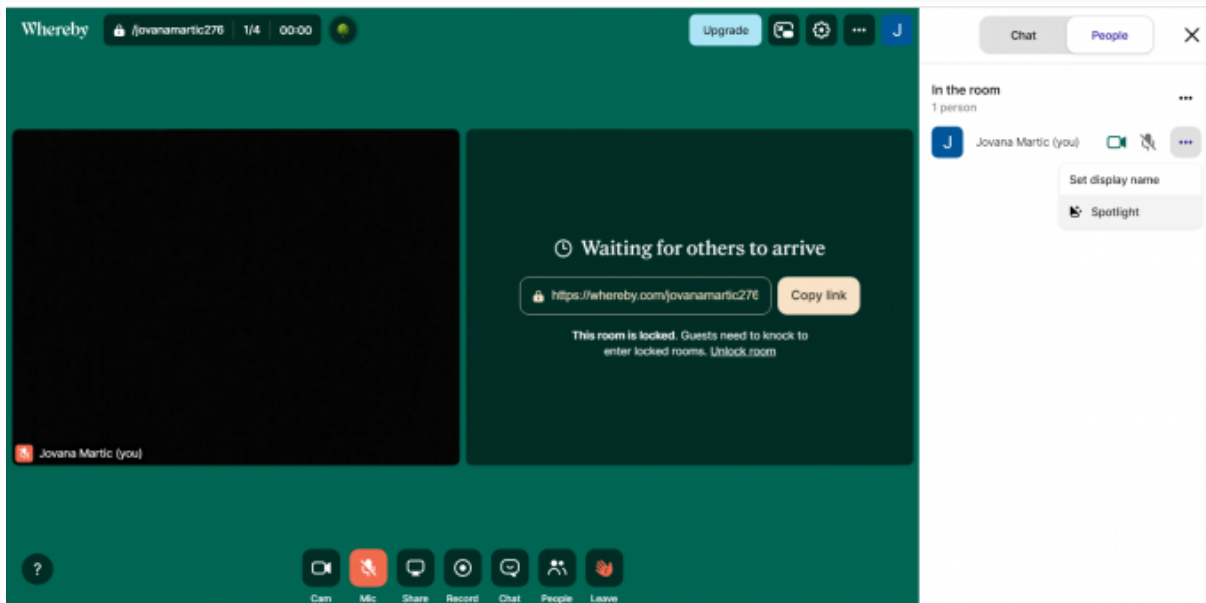 Whereby
/jovanamartic276 1/4 00:00
Upgrade
J
Chat People
In the room
1 person
J Jovana Martic (you)
Set display name
Spotlight
Waiting for others to arrive
https://whereby.com/jovanamartic276
Copy link
This room is locked. Guests need to knock to
enter locked rooms. Unlock room
Jovana Martic (you)
?
Cam Mic Share Record Chat People Leave